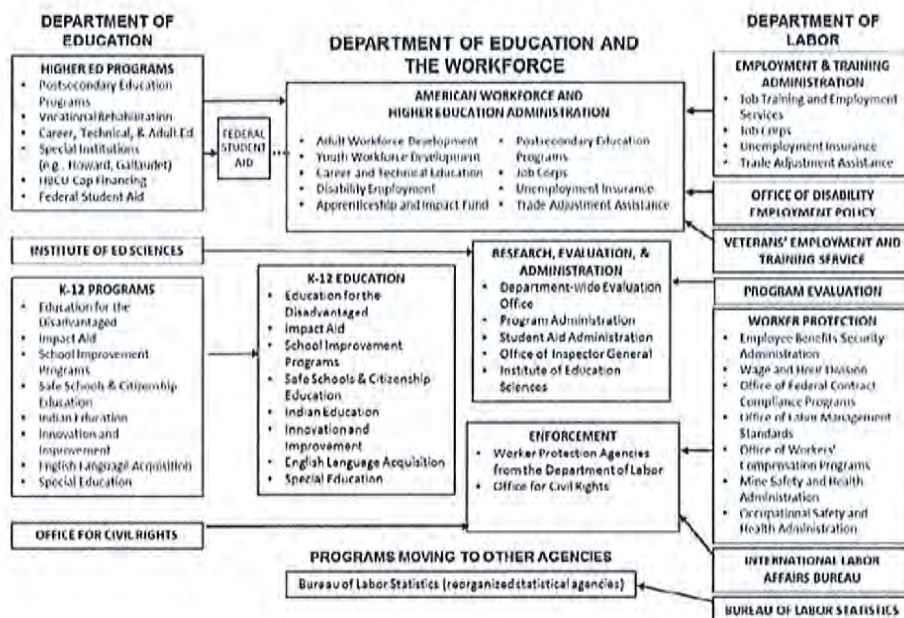 DEPARTMENT OF
EDUCATION
HIGHER ED PROGRAMS
• Postsecondary Education
Programs
• Vocational Rehabilitation
• Career, Technical, & Adult Ed
• Special Institutions
(e.g., Howard, Gallaudet)
• HBCU Cap Financing
• Federal Student Aid
INSTITUTE OF ED SCIENCES
K-12 PROGRAMS
• Education for the
Disadvantaged
• Impact Aid
• School Improvement
Programs
• Safe Schools & Citizenship
Education
• Indian Education
• Innovation and
Improvement
• English Language Acquisition
• Special Education
OFFICE FOR CIVIL RIGHTS
FEDERAL
STUDENT
AID
DEPARTMENT OF EDUCATION AND
THE WORKFORCE
AMERICAN WORKFORCE AND
HIGHER EDUCATION ADMINISTRATION
• Adult Workforce Development
• Youth Workforce Development
• Career and Technical Education
• Disability Employment
• Apprenticeship and Impact Fund
• Postsecondary Education
Programs
• Job Corps
• Unemployment Insurance
• Trade Adjustment Assistance
K-12 EDUCATION
• Education for the
Disadvantaged
• Impact Aid
• School Improvement
Programs
• Safe Schools & Citizenship
Education
• Indian Education
• Innovation and
Improvement
• English Language Acquisition
• Special Education
RESEARCH, EVALUATION, &
ADMINISTRATION
• Department-Wide Evaluation
Office
• Program Administration
• Student Aid Administration
• Office of Inspector General
• Institute of Education
Sciences
ENFORCEMENT
• Worker Protection Agencies
from the Department of Labor
• Office for Civil Rights
PROGRAMS MOVING TO OTHER AGENCIES
Bureau of Labor Statistics (reorganized statistical agencies)
DEPARTMENT OF
LABOR
EMPLOYMENT & TRAINING
ADMINISTRATION
• Job Training and Employment
Services
• Job Corps
• Unemployment Insurance
• Trade Adjustment Assistance
OFFICE OF DISABILITY
EMPLOYMENT POLICY
VETERANS' EMPLOYMENT AND
TRAINING SERVICE
PROGRAM EVALUATION
WORKER PROTECTION
• Employee Benefits Security
Administration
• Wage and Hour Division
• Office of Federal Contract
Compliance Programs
• Office of Labor Management
Standards
• Office of Workers'
Compensation Programs
• Mine Safety and Health
Administration
• Occupational Safety and
Health Administration
INTERNATIONAL LABOR
AFFAIRS BUREAU
BUREAU OF LABOR STATISTICS